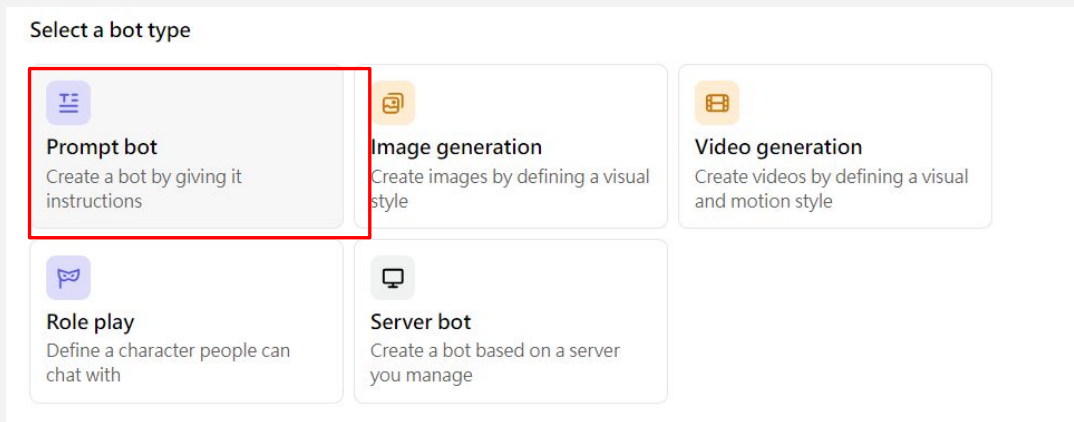 Select a bot type
Prompt bot
Create a bot by giving it
instructions
Image generation
Create images by defining a visual
style
Video generation
Create videos by defining a visual
and motion style
Role play
Define a character people can
chat with
Server bot
Create a bot based on a server
you manage